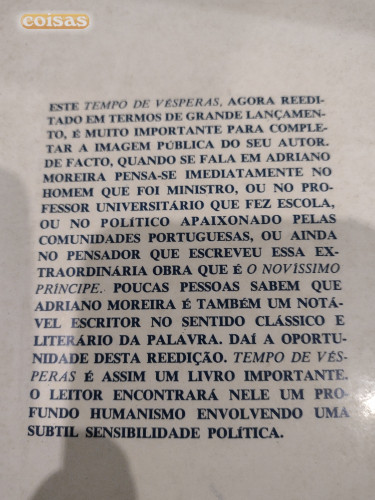 coisas
ESTE TEMPO DE VÉSPERAS, AGORA REEDI-
TADO EM TERMOS DE GRANDE LANÇAMEN-
TO, É MUITO IMPORTANTE PARA COMPLE-
TAR A IMAGEM PÚBLICA DO SEU AUTOR.
DE FACTO, QUANDO SE FALA EM ADRIANO
MOREIRA PENSA-SE IMEDIATAMENTE NO
HOMEM QUE FOI MINISTRO, OU NO PRO-
FESSOR UNIVERSITÁRIO QUE FEZ ESCOLA,
OU NO POLÍTICO APAIXONADO PELAS
COMUNIDADES PORTUGUESAS, OU AINDA
NO PENSADOR QUE ESCREVEU ESSA EX-
TRAORDINÁRIA OBRA QUE É O NOVÍSSIMO
PRÍNCIPE. POUCAS PESSOAS SABEM QUE
ADRIANO MOREIRA É TAMBÉM UM NOTÁ-
VEL ESCRITOR NO SENTIDO CLÁSSICO E
LITERÁRIO DA PALAVRA. DAÍ A OPORTU-
NIDADE DESTA REEDIÇÃO. TEMPO DE VÉS-
PERAS É ASSIM UM LIVRO IMPORTANTE.
O LEITOR ENCONTRARÁ NELE UM PRO-
FUNDO HUMANISMO ENVOLVENDO UMA
SUBTIL SENSIBILIDADE POLÍTICA.